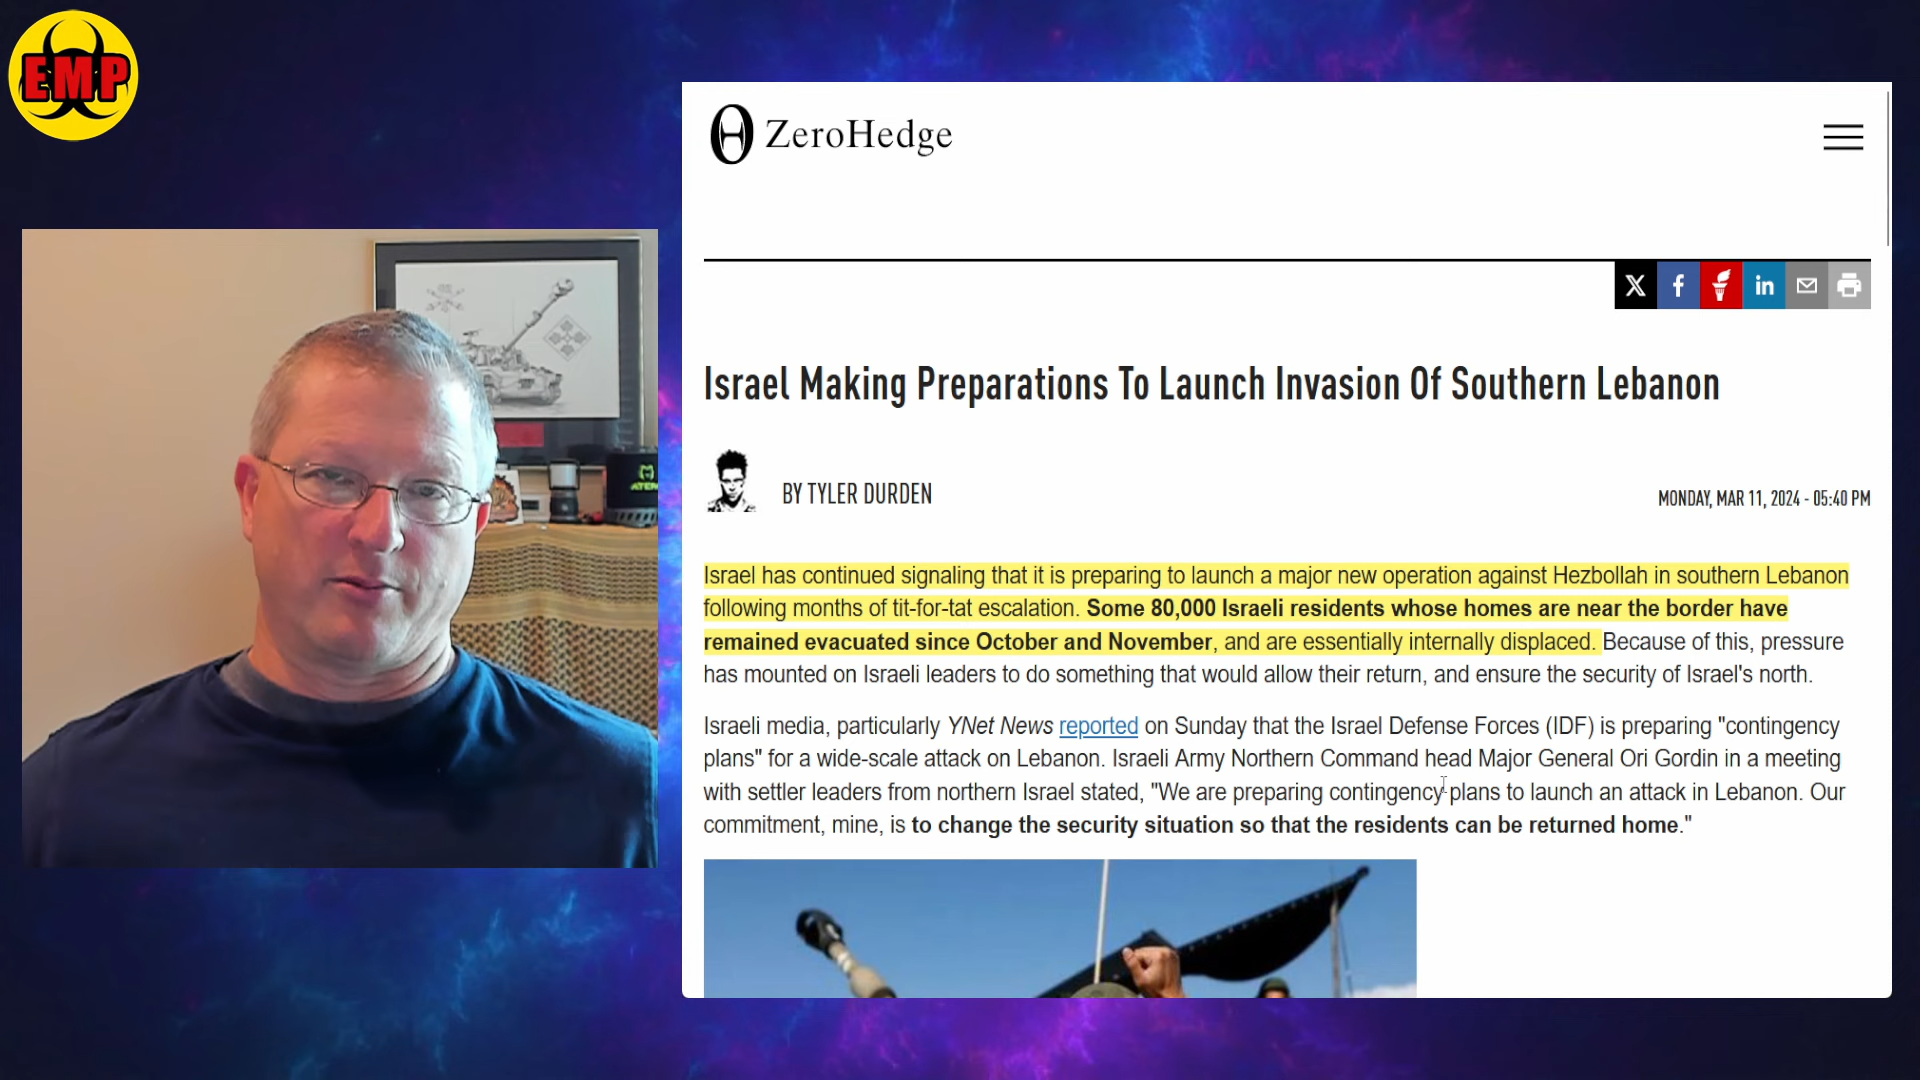 EMP
ZeroHedge
Israel Making Preparations To Launch Invasion Of Southern Lebanon
BY TYLER DURDEN
MONDAY, MAR 11, 2024 - 05:40 PM
Israel has continued signaling that it is preparing to launch a major new operation against Hezbollah in southern Lebanon
following months of tit-for-tat escalation. Some 80,000 Israeli residents whose homes are near the border have
remained evacuated since October and November, and are essentially internally displaced. Because of this, pressure
has mounted on Israeli leaders to do something that would allow their return, and ensure the security of Israel's north.
Israeli media, particularly YNet News reported on Sunday that the Israel Defense Forces (IDF) is preparing "contingency
plans" for a wide-scale attack on Lebanon. Israeli Army Northern Command head Major General Ori Gordin in a meeting
with settler leaders from northern Israel stated, "We are preparing contingency plans to launch an attack in Lebanon. Our
commitment, mine, is to change the security situation so that the residents can be returned home."